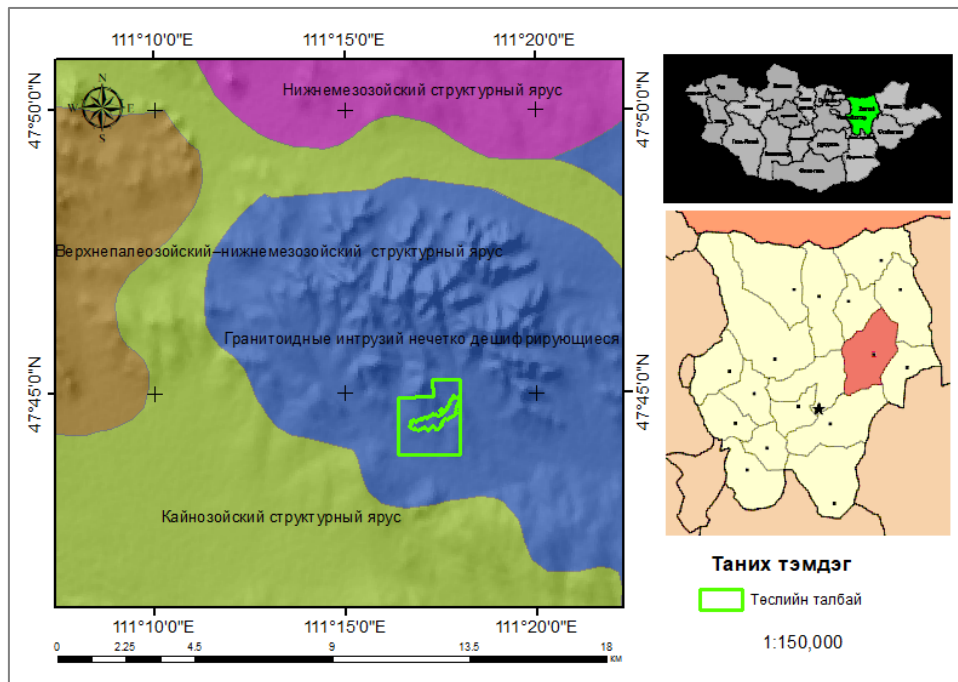 111°10'0"E 111°15'0"E 111°20'0"E
47°50'0"N
47°50'0"N
N
W E
S
Нижнемезозойский структурный ярус
Верхнепалеозойский–нижнемезозойский структурный ярус
Гранитоидные интрузий нечетко дешифрирующиеся
47°45'0"N
47°45'0"N
Кайнозойский структурный ярус
111°10'0"E 111°15'0"E 111°20'0"E
0 2.25 4.5 9 13.5 18
км
Таних тэмдэг
Төслийн талбай
1:150,000